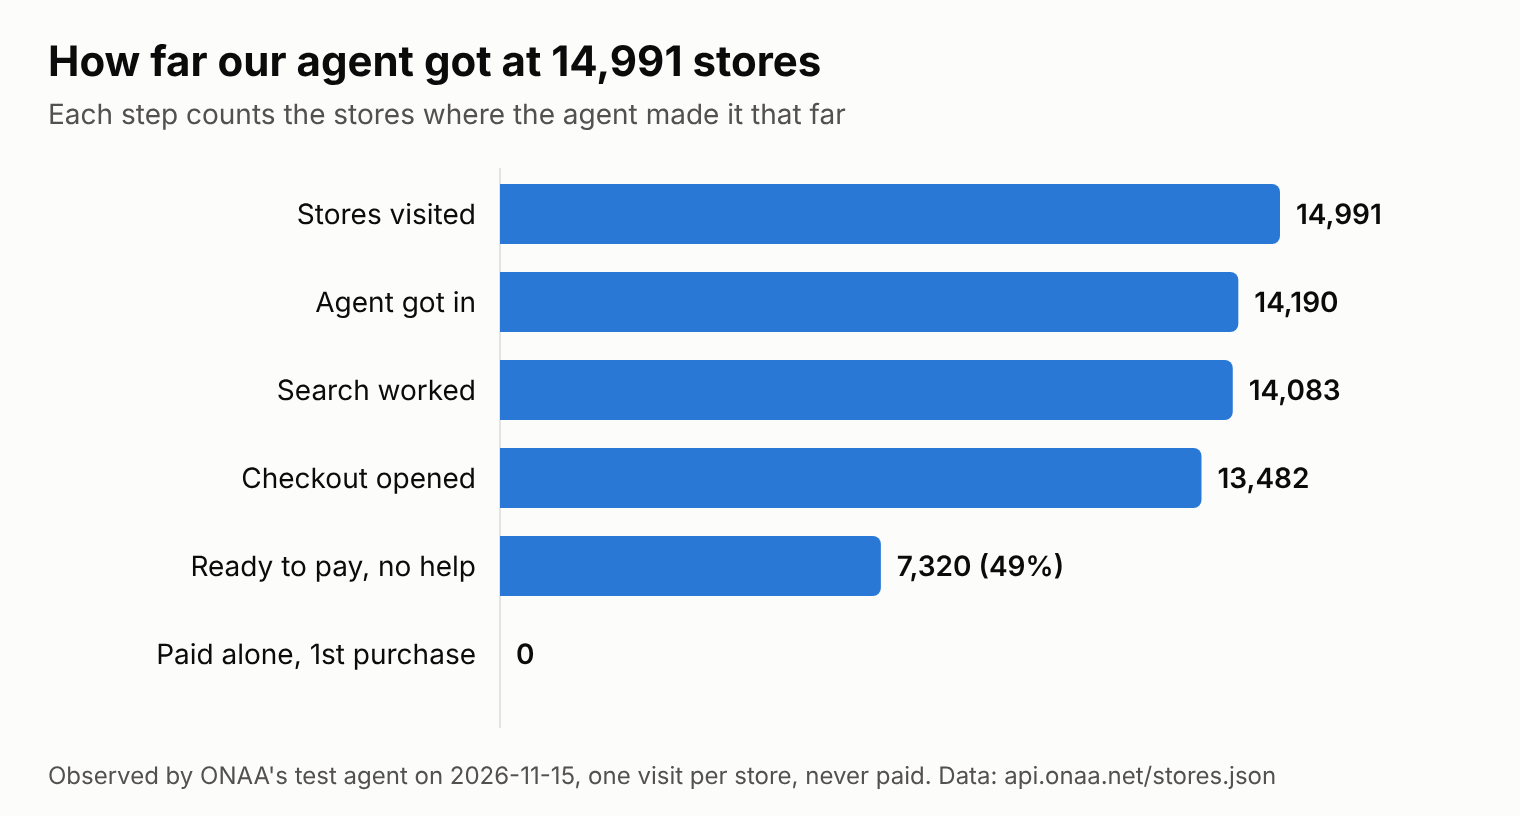 How far our agent got at 14,991 stores
Each step counts the stores where the agent made it that far
Stores visited 14,991
Agent got in 14,190
Search worked 14,083
Checkout opened 13,482
Ready to pay, no help 7,320 (49%)
Paid alone, 1st purchase 0
Observed by ONAA's test agent on 2026-11-15, one visit per store, never paid. Data: api.onaa.net/stores.json